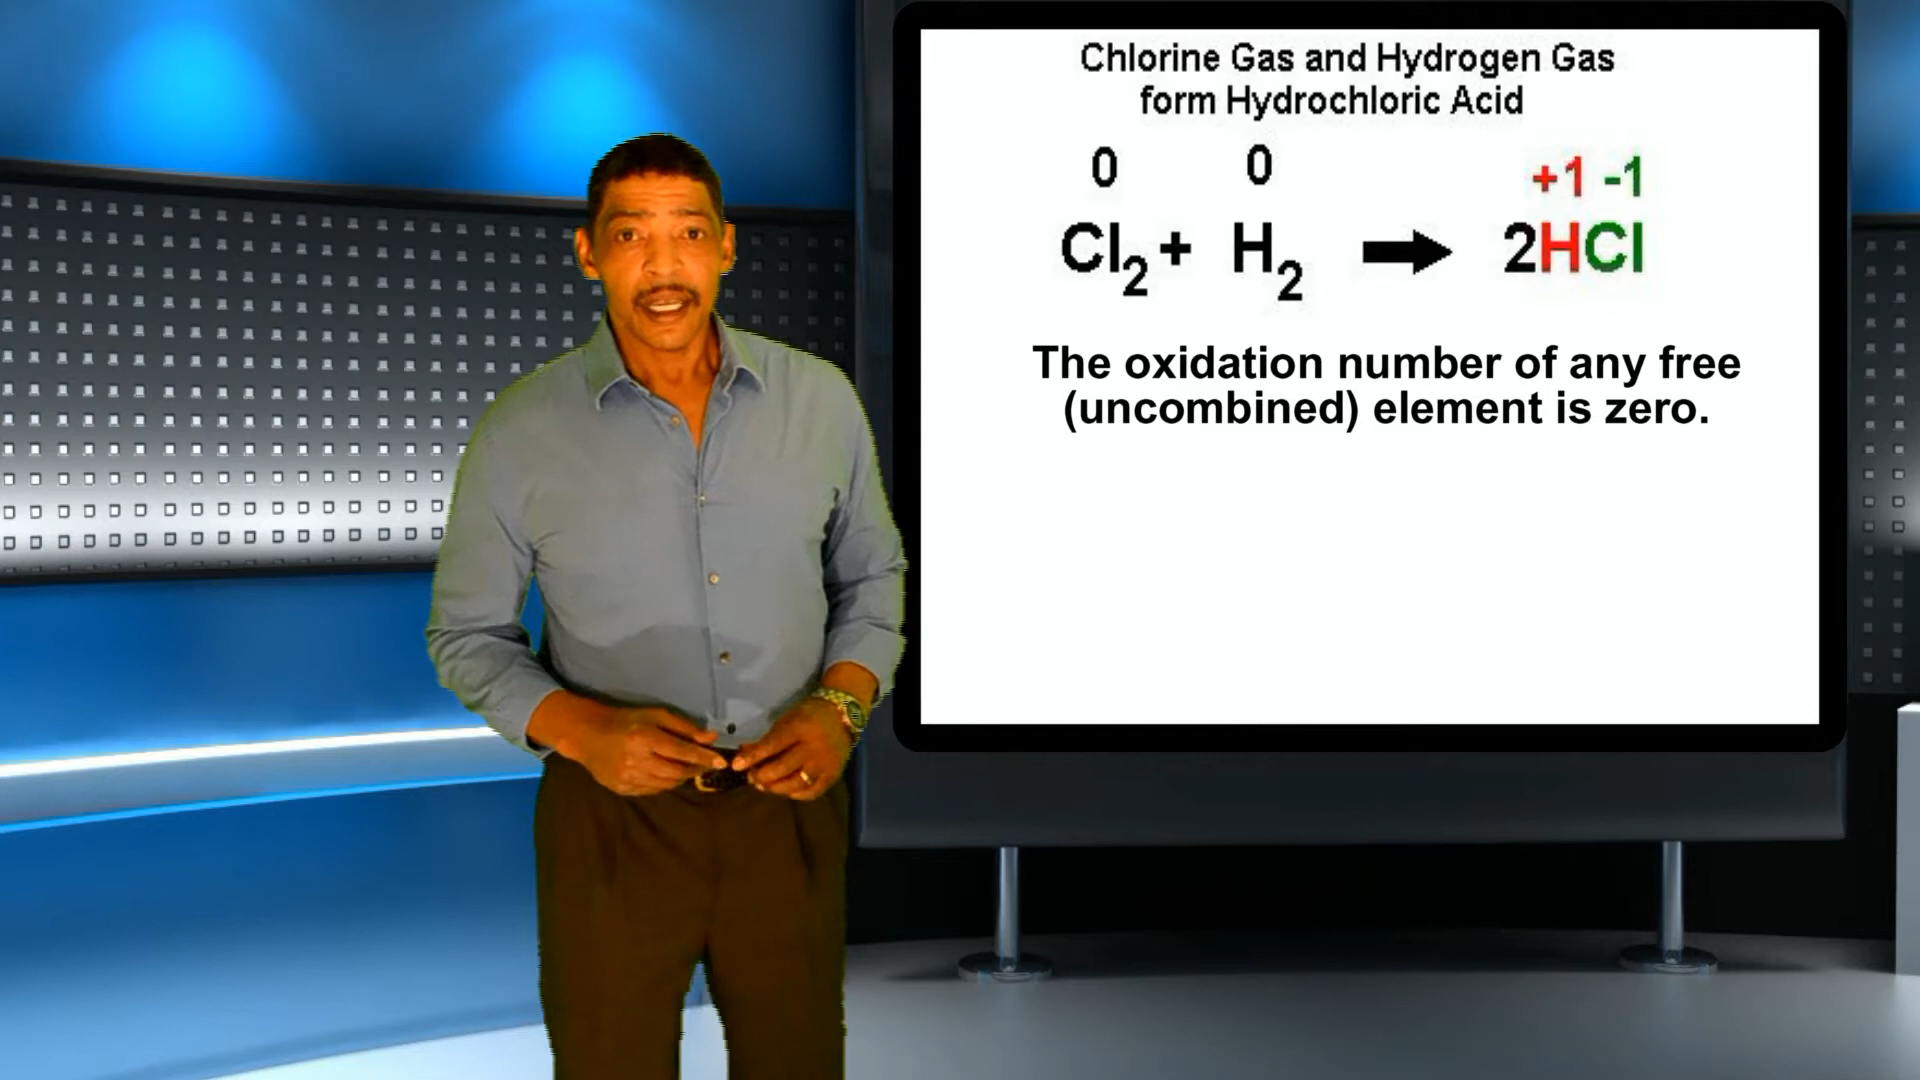 Chlorine Gas and Hydrogen Gas
form Hydrochloric Acid
0 0 +1 -1
Cl2 + H2 → 2HCl
The oxidation number of any free
(uncombined) element is zero.